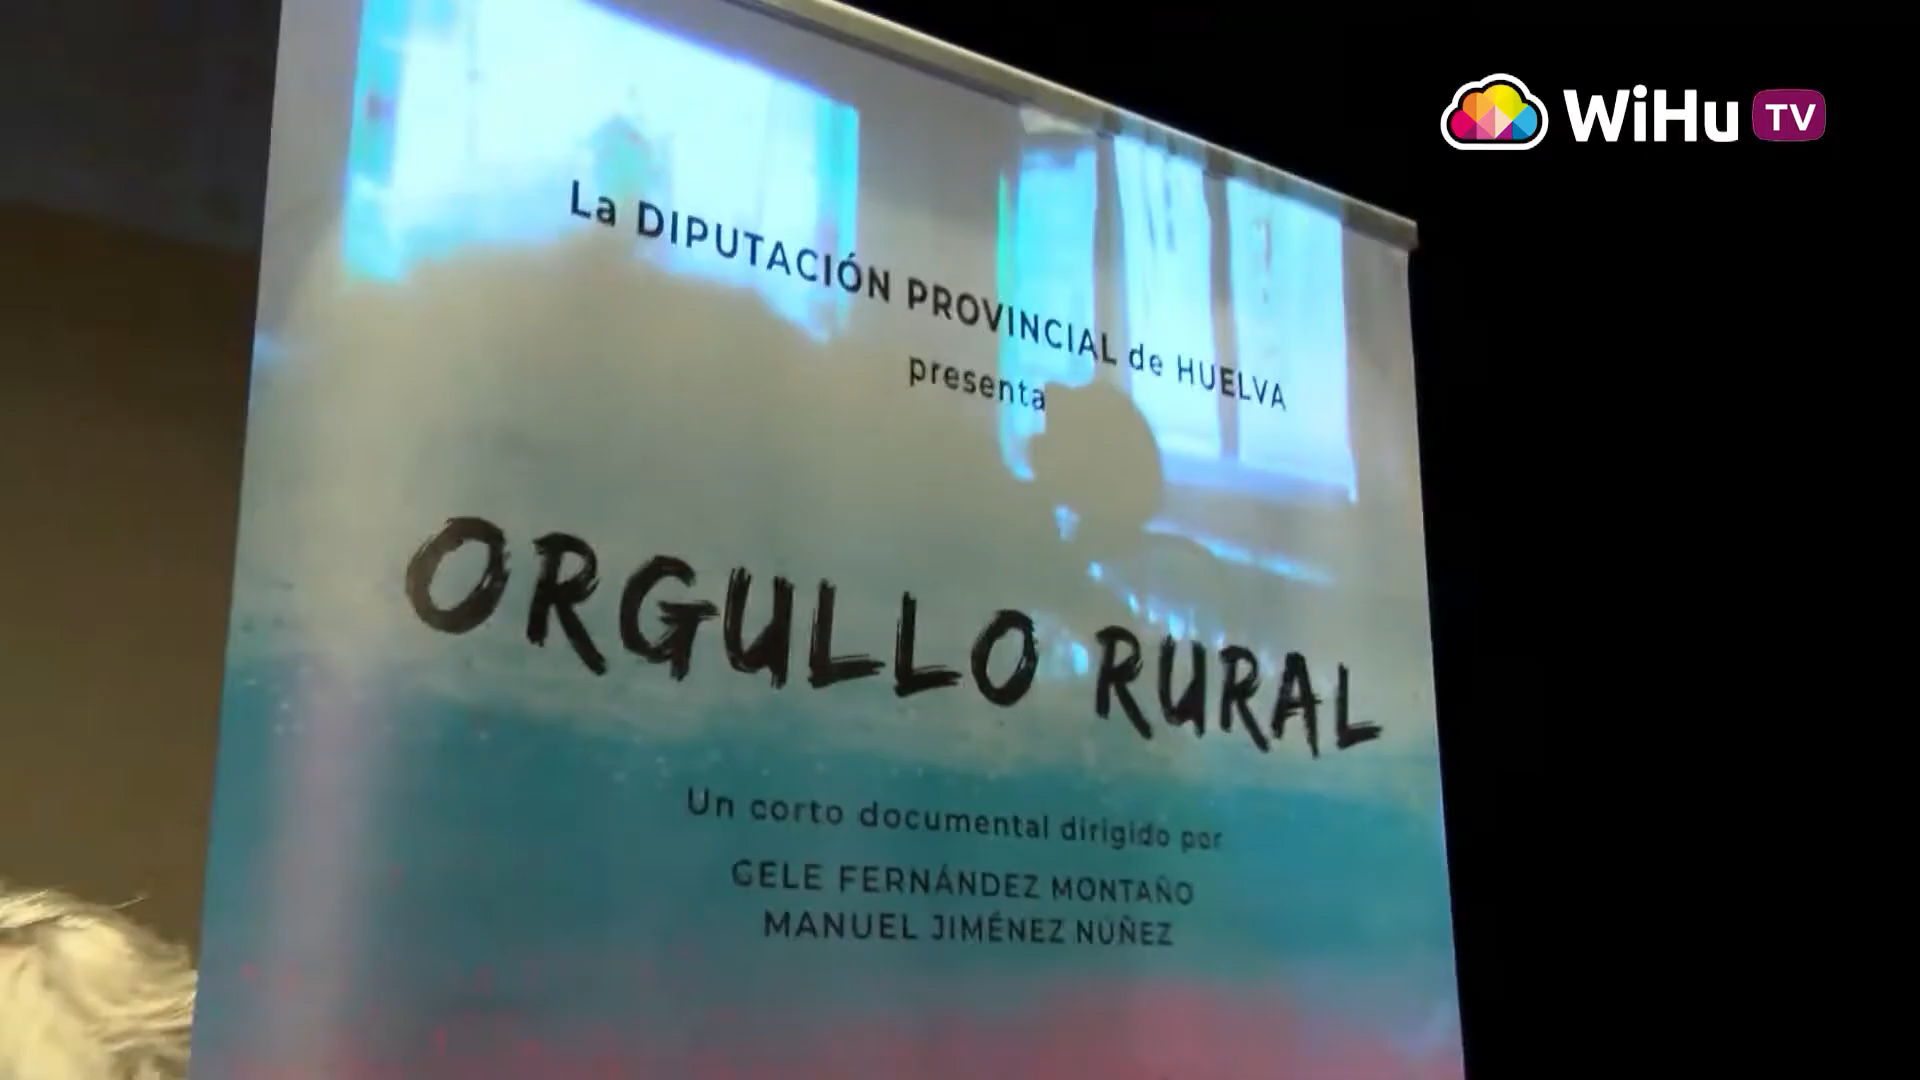 WiHu TV
La DIPUTACIÓN PROVINCIAL de HUELVA
presenta
ORGULLO RURAL
Un corto documental dirigido por
GELE FERNÁNDEZ MONTAÑO
MANUEL JIMÉNEZ NÚÑEZ